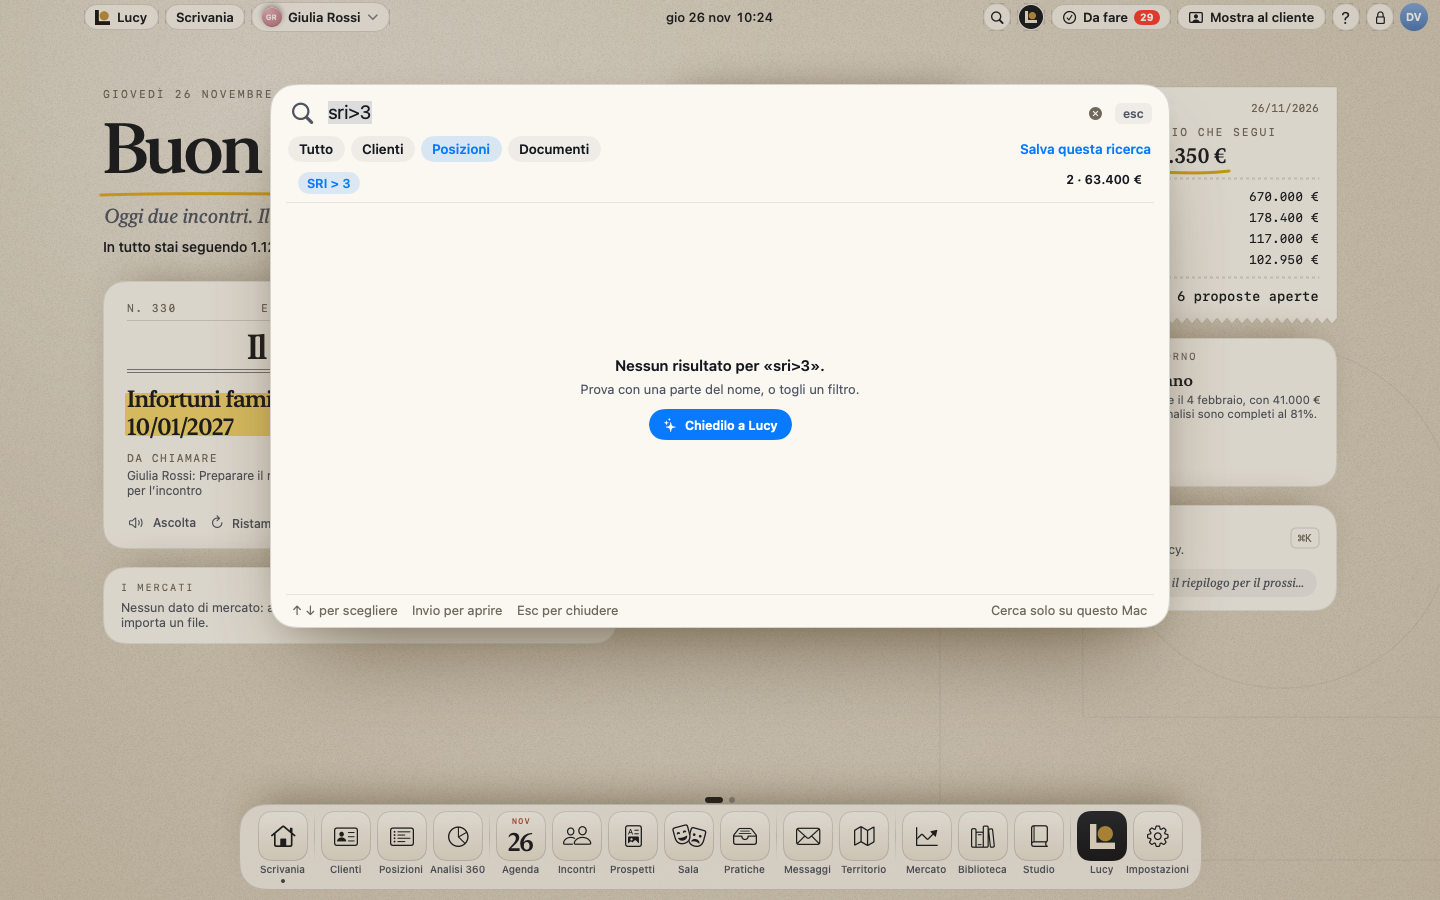 Lucy
Scrivania
GR Giulia Rossi
gio 26 nov 10:24
Da fare 29
Mostra al cliente
?
DV
GIOVEDÌ 26 NOVEMBRE
Buon
Oggi due incontri. Il
In tutto stai seguendo 1.12
26/11/2026
IO CHE SEGUI
.350 €
670.000 €
178.400 €
117.000 €
102.950 €
6 proposte aperte
sri>3
esc
Tutto
Clienti
Posizioni
Documenti
Salva questa ricerca
SRI > 3
2 · 63.400 €
Nessun risultato per «sri>3».
Prova con una parte del nome, o togli un filtro.
Chiedilo a Lucy
↑ ↓ per scegliere
Invio per aprire
Esc per chiudere
Cerca solo su questo Mac
N. 330
E
Il
Infortuni fami
10/01/2027
DA CHIAMARE
Giulia Rossi: Preparare il r
per l'incontro
Ascolta
Ristam
RNO
no
e il 4 febbraio, con 41.000 €
nalisi sono completi al 81%.
cy.
⌘K
il riepilogo per il prossi...
I MERCATI
Nessun dato di mercato: a
importa un file.
NOV
26
Scrivania
Clienti
Posizioni
Analisi 360
Agenda
Incontri
Prospetti
Sala
Pratiche
Messaggi
Territorio
Mercato
Biblioteca
Studio
Lucy
Impostazioni